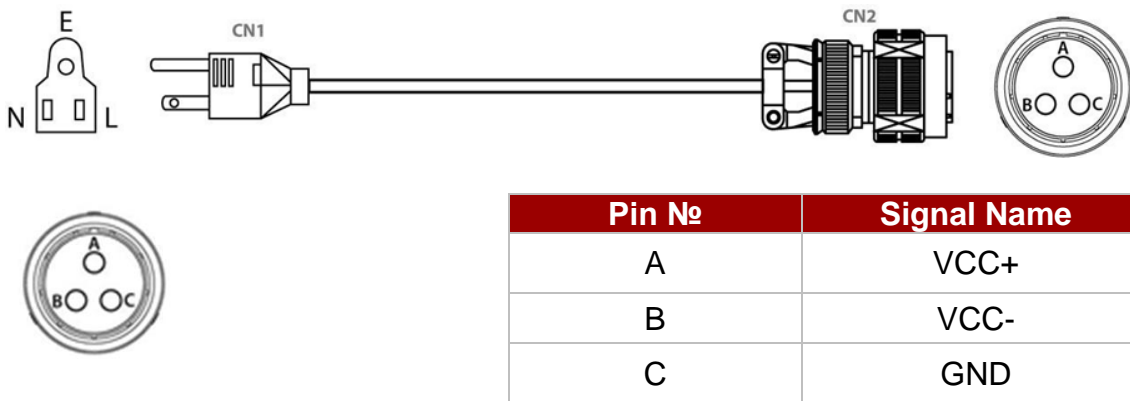 E
CN1
CN2
N
L
A
B
C
A
B
C
Pin № Signal Name
A VCC+
B VCC-
C GND